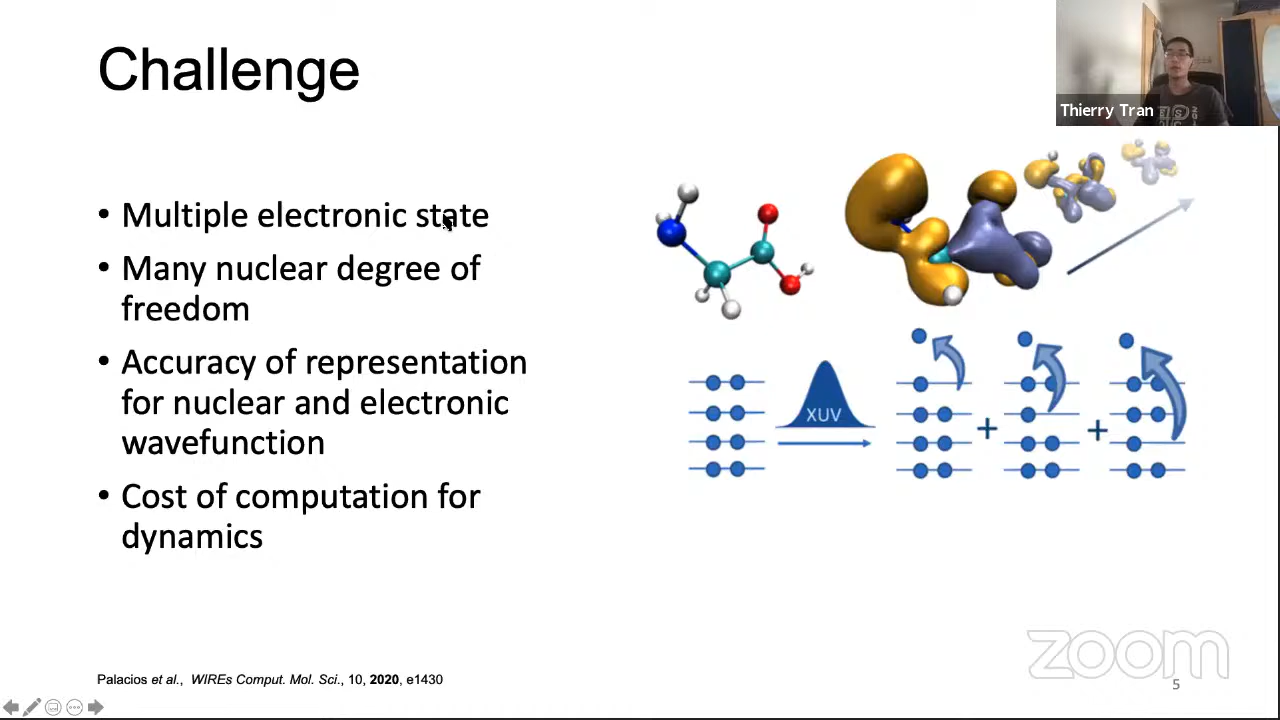 Challenge
Thierry Tran
• Multiple electronic state
• Many nuclear degree of
freedom
• Accuracy of representation
for nuclear and electronic
wavefunction
• Cost of computation for
dynamics
XUV
+
+
Palacios et al., WIREs Comput. Mol. Sci., 10, 2020, e1430
zoom
5